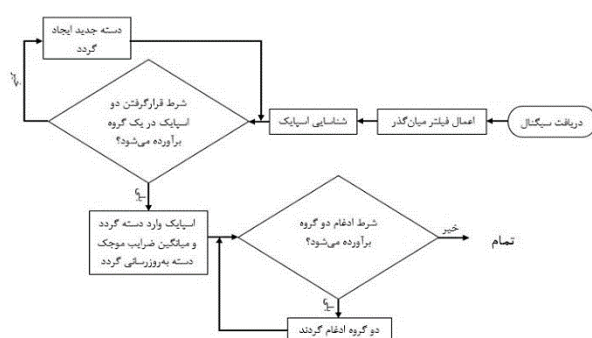 دریافت سیگنال
اعمال فیلتر میان‌گذر
شناسایی اسپایک
شرط قرارگرفتن دو
اسپایک در یک گروه
برآورده می‌شود؟
خیر
دسته جدید ایجاد
گردد
بلی
اسپایک وارد دسته گردد
و میانگین ضرایب موجک
دسته به‌روزرسانی گردد
شرط ادغام دو گروه
برآورده می‌شود؟
خیر
تمام
بلی
دو گروه ادغام گردند